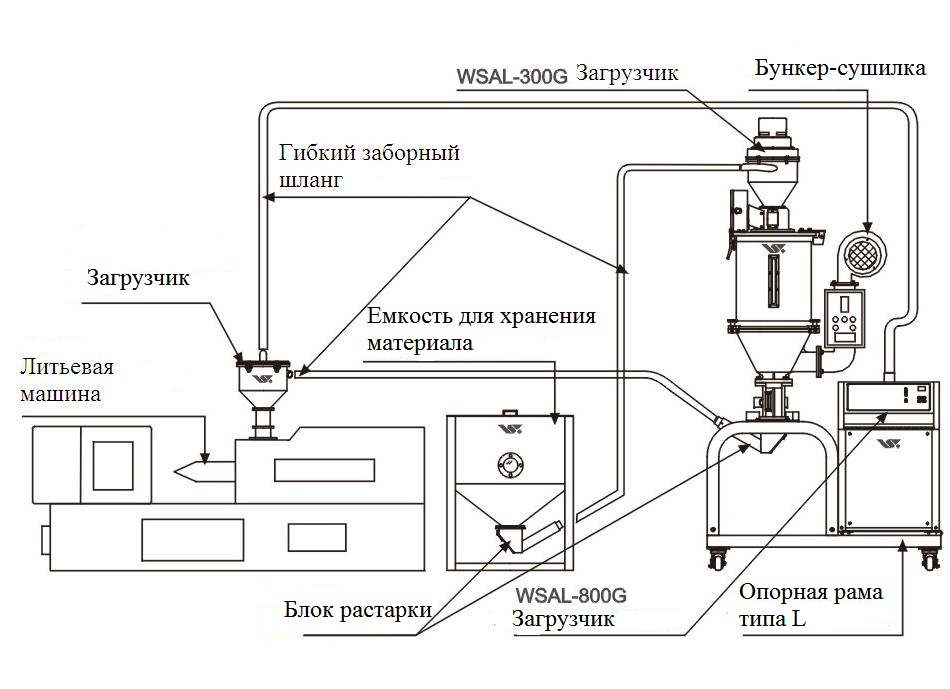 WSAL-300G Загрузчик
Бункер-сушилка
Гибкий заборный
шланг
Загрузчик
Емкость для хранения
материала
Литьевая
машина
Блок растарки
WSAL-800G
Загрузчик
Опорная рама
типа L